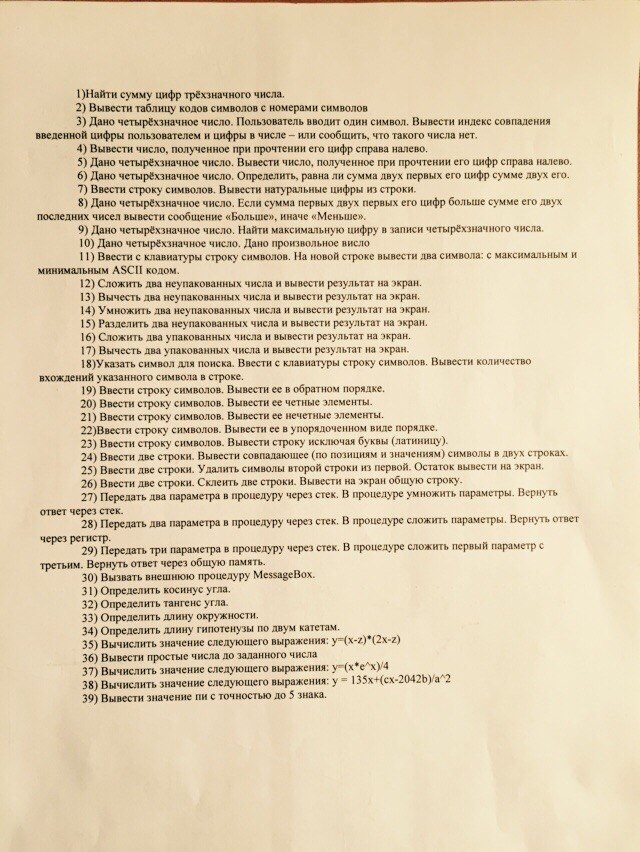 1)Найти сумму цифр трёхзначного числа.
2) Вывести таблицу кодов символов с номерами символов
3) Дано четырёхзначное число. Пользователь вводит один символ. Вывести индекс совпадения
введенной цифры пользователем и цифры в числе – или сообщить, что такого числа нет.
4) Вывести число, полученное при прочтении его цифр справа налево.
5) Дано четырёхзначное число. Вывести число, полученное при прочтении его цифр справа налево.
6) Дано четырёхзначное число. Определить, равна ли сумма двух первых его цифр сумме двух его.
7) Ввести строку символов. Вывести натуральные цифры из строки.
8) Дано четырёхзначное число. Если сумма первых двух первых его цифр больше сумме его двух
последних чисел вывести сообщение «Больше», иначе «Меньше».
9) Дано четырёхзначное число. Найти максимальную цифру в записи четырёхзначного числа.
10) Дано четырёхзначное число. Дано произвольное висло
11) Ввести с клавиатуры строку символов. На новой строке вывести два символа: с максимальным и
минимальным ASCII кодом.
12) Сложить два неупакованных числа и вывести результат на экран.
13) Вычесть два неупакованных числа и вывести результат на экран.
14) Умножить два неупакованных числа и вывести результат на экран.
15) Разделить два неупакованных числа и вывести результат на экран.
16) Сложить два упакованных числа и вывести результат на экран.
17) Вычесть два упакованных числа и вывести результат на экран.
18)Указать символ для поиска. Ввести с клавиатуры строку символов. Вывести количество
вхождений указанного символа в строке.
19) Ввести строку символов. Вывести ее в обратном порядке.
20) Ввести строку символов. Вывести ее четные элементы.
21) Ввести строку символов. Вывести ее нечетные элементы.
22)Ввести строку символов. Вывести ее в упорядоченном виде порядке.
23) Ввести строку символов. Вывести строку исключая буквы (латиницу).
24) Ввести две строки. Вывести совпадающее (по позициям и значениям) символы в двух строках.
25) Ввести две строки. Удалить символы второй строки из первой. Остаток вывести на экран.
26) Ввести две строки. Склеить две строки. Вывести на экран общую строку.
27) Передать два параметра в процедуру через стек. В процедуре умножить параметры. Вернуть
ответ через стек.
28) Передать два параметра в процедуру через стек. В процедуре сложить параметры. Вернуть ответ
через регистр.
29) Передать три параметра в процедуру через стек. В процедуре сложить первый параметр с
третьим. Вернуть ответ через общую память.
30) Вызвать внешнюю процедуру MessageBox.
31) Определить косинус угла.
32) Определить тангенс угла.
33) Определить длину окружности.
34) Определить длину гипотенузы по двум катетам.
35) Вычислить значение следующего выражения: y=(x-z)*(2x-z)
36) Вывести простые числа до заданного числа
37) Вычислить значение следующего выражения: y=(x*e^x)/4
38) Вычислить значение следующего выражения: y = 135x+(cx-2042b)/a^2
39) Вывести значение пи с точностью до 5 знака.